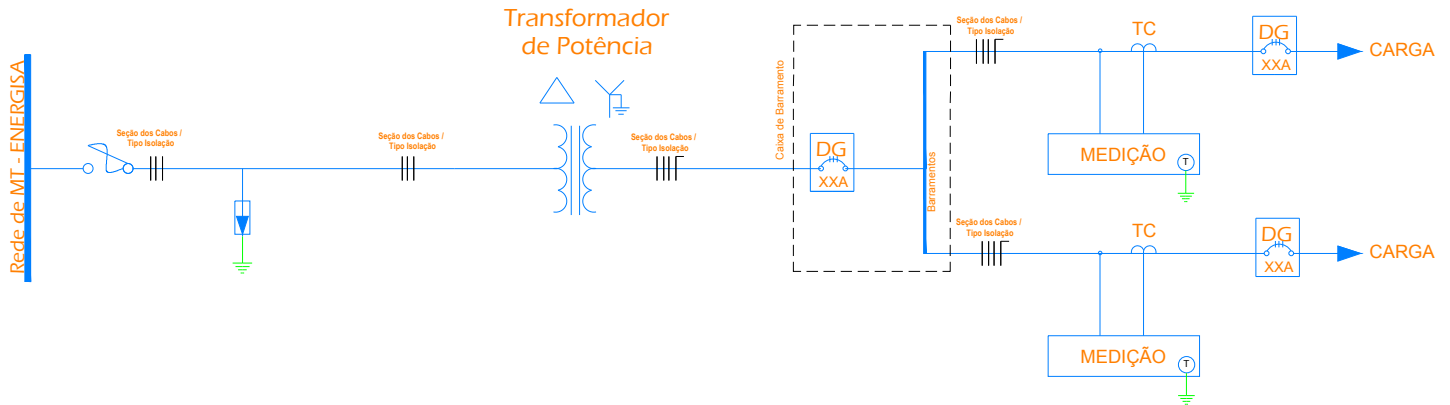 Rede de MT - ENERGISA
Seção dos Cabos /
Tipo Isolação
Seção dos Cabos /
Tipo Isolação
Transformador
de Potência
Seção dos Cabos /
Tipo Isolação
Caixa de Barramento
DG
XXA
Barramentos
Seção dos Cabos /
Tipo Isolação
TC
DG
XXA
CARGA
MEDIÇÃO
T
Seção dos Cabos /
Tipo Isolação
TC
DG
XXA
CARGA
MEDIÇÃO
T